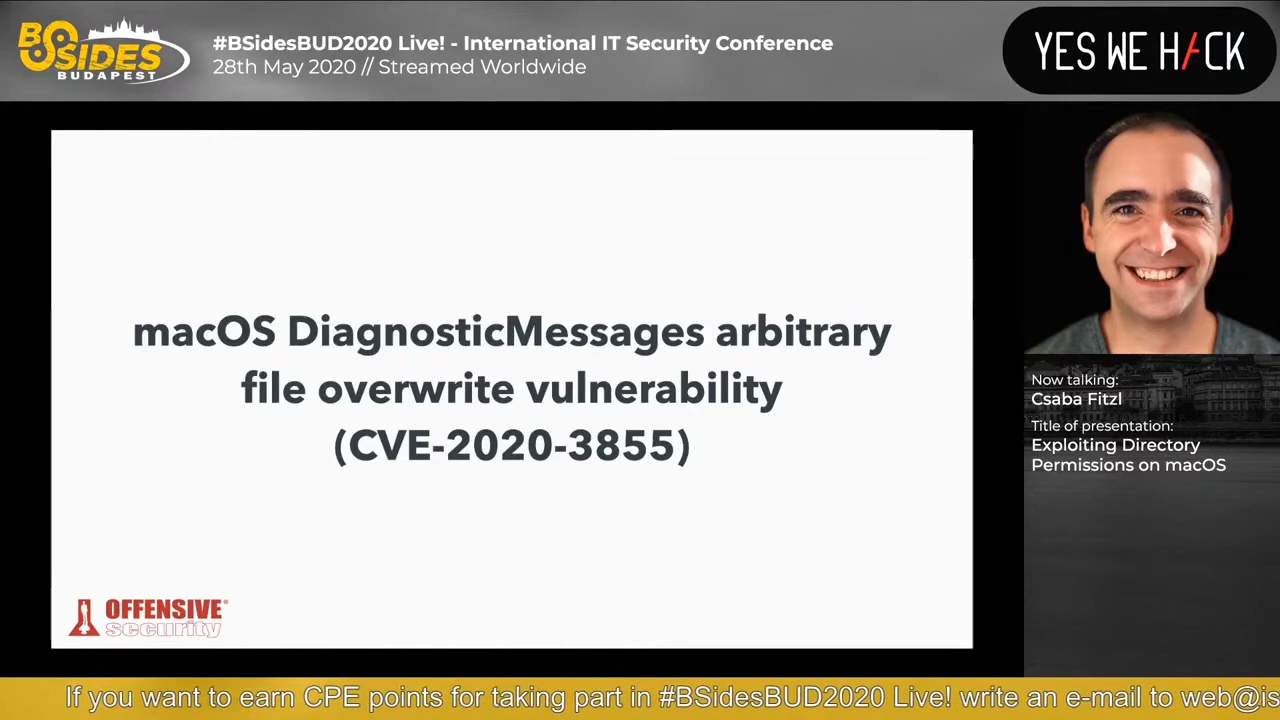 BSIDES
BUDAPEST
#BSidesBUD2020 Live! - International IT Security Conference
28th May 2020 // Streamed Worldwide
YES WE H/CK
macOS DiagnosticMessages arbitrary
file overwrite vulnerability
(CVE-2020-3855)
OFFENSIVE®
security
Now talking:
Csaba Fitzl
Title of presentation:
Exploiting Directory
Permissions on macOS
If you want to earn CPE points for taking part in #BSidesBUD2020 Live! write an e-mail to web@is